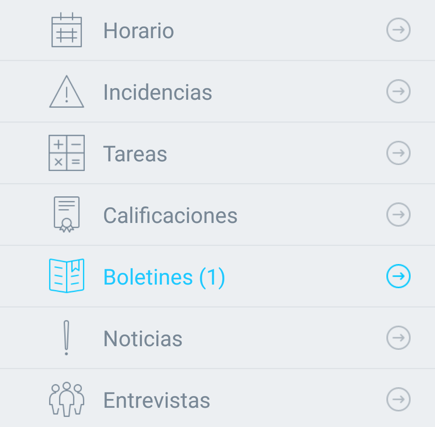 Horario
Incidencias
Tareas
Calificaciones
Boletines (1)
Noticias
Entrevistas